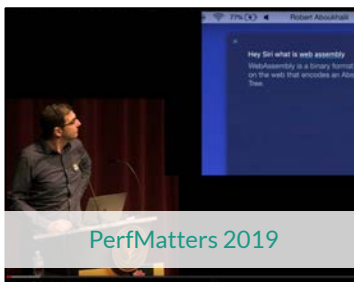 77%
Robert Aboukhalil
Hey Siri what is web assembly
WebAssembly is a binary format
on the web that encodes an Abs
Tree.
PerfMatters 2019